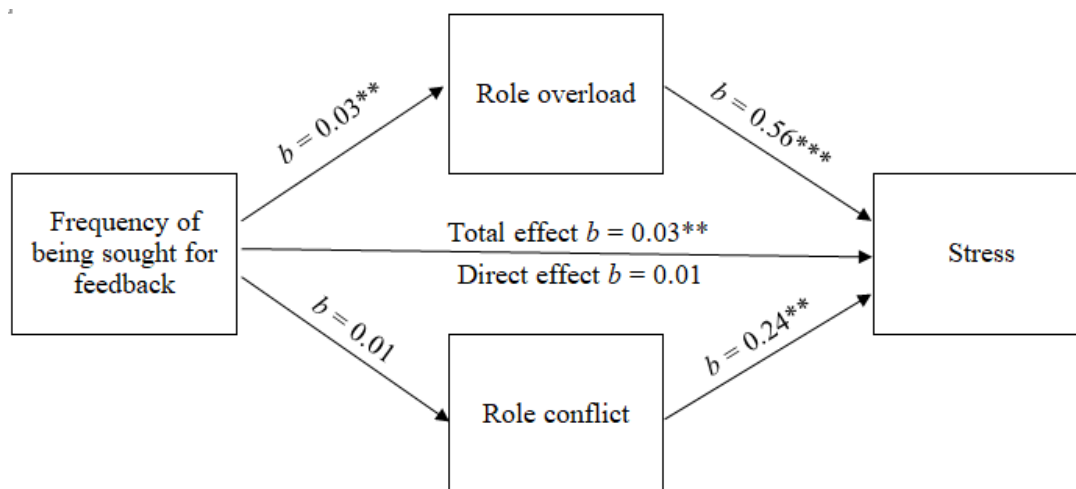 Role overload
b = 0.03**
b = 0.56***
Frequency of
being sought for
feedback
Total effect b = 0.03**
Direct effect b = 0.01
Stress
b = 0.01
b = 0.24**
Role conflict